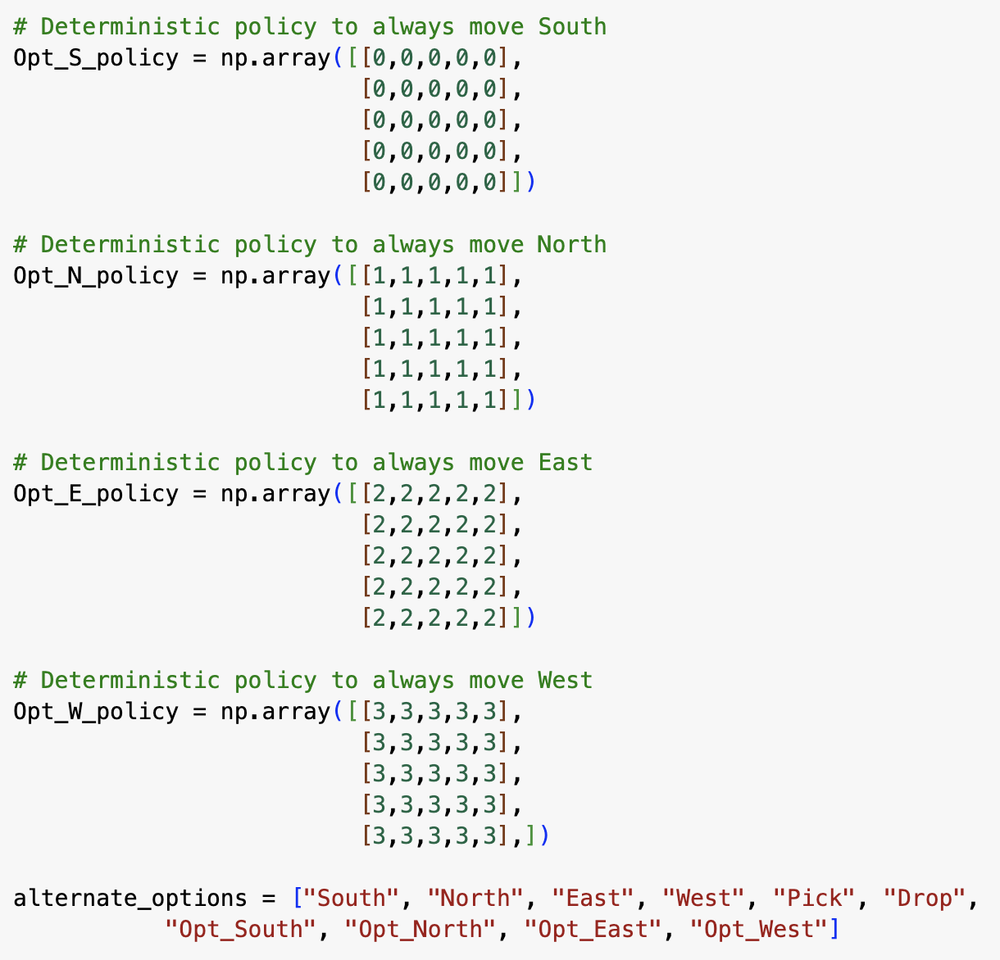 # Deterministic policy to always move South
Opt_S_policy = np.array([[0,0,0,0,0],
                         [0,0,0,0,0],
                         [0,0,0,0,0],
                         [0,0,0,0,0],
                         [0,0,0,0,0]])

# Deterministic policy to always move North
Opt_N_policy = np.array([[1,1,1,1,1],
                         [1,1,1,1,1],
                         [1,1,1,1,1],
                         [1,1,1,1,1],
                         [1,1,1,1,1]])

# Deterministic policy to always move East
Opt_E_policy = np.array([[2,2,2,2,2],
                         [2,2,2,2,2],
                         [2,2,2,2,2],
                         [2,2,2,2,2],
                         [2,2,2,2,2]])

# Deterministic policy to always move West
Opt_W_policy = np.array([[3,3,3,3,3],
                         [3,3,3,3,3],
                         [3,3,3,3,3],
                         [3,3,3,3,3],
                         [3,3,3,3,3],])

alternate_options = ["South", "North", "East", "West", "Pick", "Drop",
           "Opt_South", "Opt_North", "Opt_East", "Opt_West"]